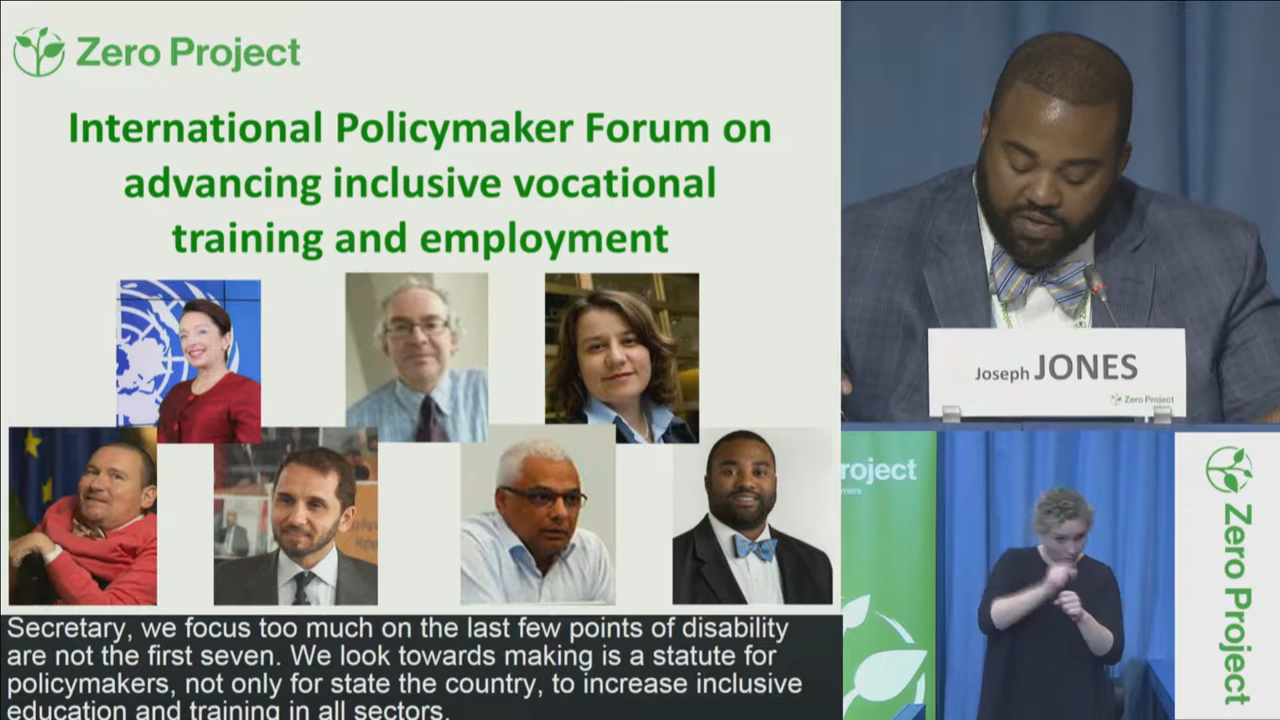 Zero Project
International Policymaker Forum on
advancing inclusive vocational
training and employment
Joseph JONES
Zero Project
roject
Zero Project
Secretary, we focus too much on the last few points of disability
are not the first seven. We look towards making is a statute for
policymakers, not only for state the country, to increase inclusive
education and training in all sectors.